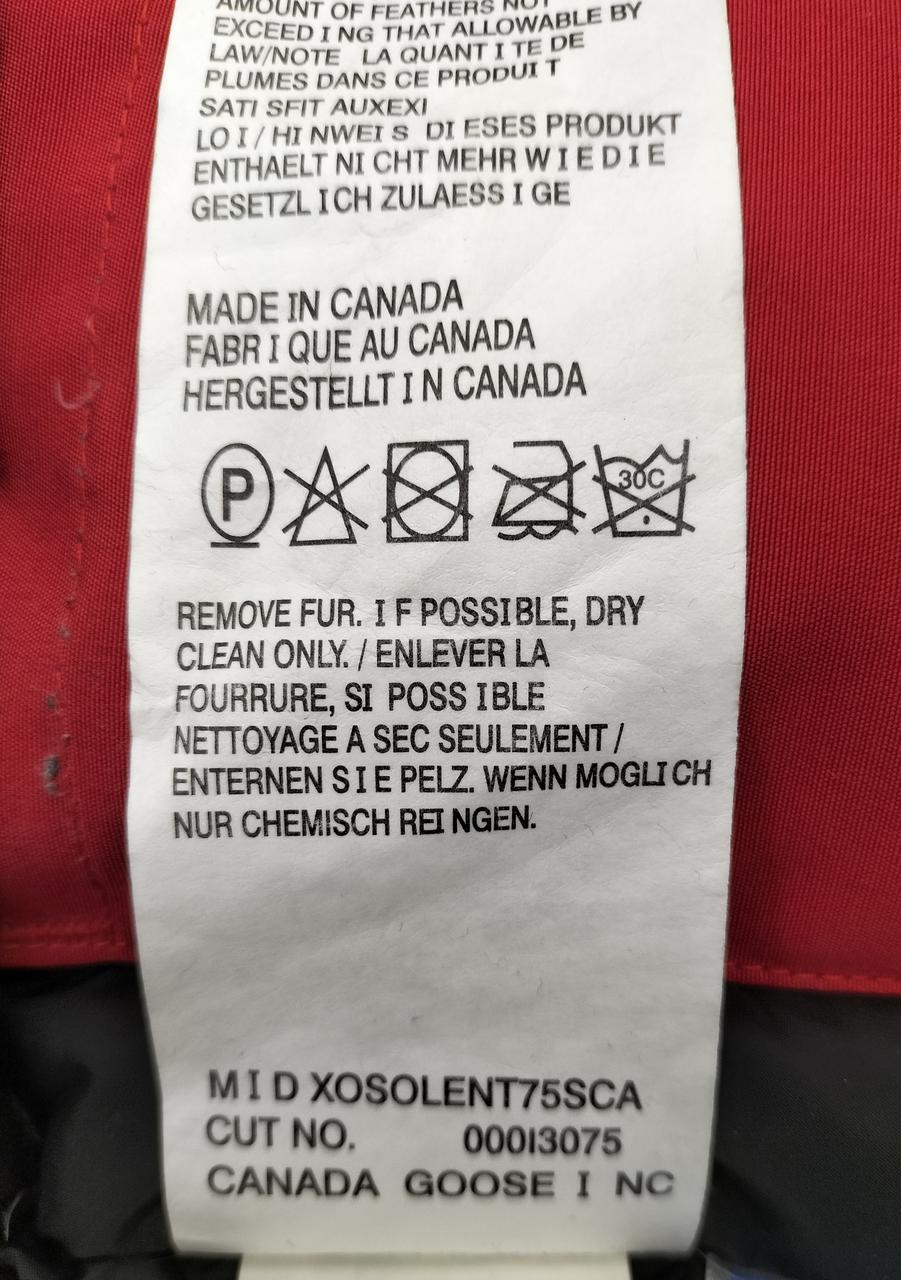 AMOUNT OF FEATHERS NOT
EXCEED ING THAT ALLOWABLE BY
LAW/NOTE LA QUANT I TE DE
PLUMES DANS CE PRODUI T
SATI SFIT AUXEXI
LO I / HI NWEI S DI ESES PRODUKT
ENTHAELT NI CHT MEHR W I E D I E
GESETZL ICH ZULAESS I GE
MADE IN CANADA
FABR I QUE AU CANADA
HERGESTELLT I N CANADA
P
30C
REMOVE FUR. I F POSSIBLE, DRY
CLEAN ONLY. / ENLEVER LA
FOURRURE, SI POSS IBLE
NETTOYAGE A SEC SEULEMENT /
ENTERNEN S I E PELZ. WENN MOGLI CH
NUR CHEMISCH REI NGEN.
M I D XOSOLENT75SCA
CUT NO. 000I3075
CANADA GOOSE I NC